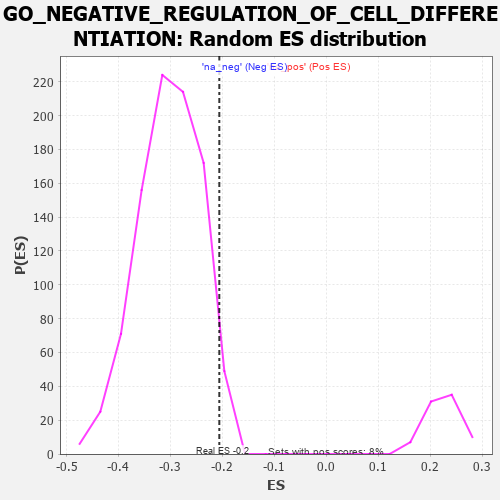 GO_NEGATIVE_REGULATION_OF_CELL_DIFFERE
NTIATION: Random ES distribution
'na_neg' (Neg ES)pos' (Pos ES)
220
200
180
160
140
120
100
80
60
40
20
0
P(ES)
Real ES -0.2
Sets with pos scores: 8%
-0.5 -0.4 -0.3 -0.2 -0.1 0.0 0.1 0.2 0.3
ES